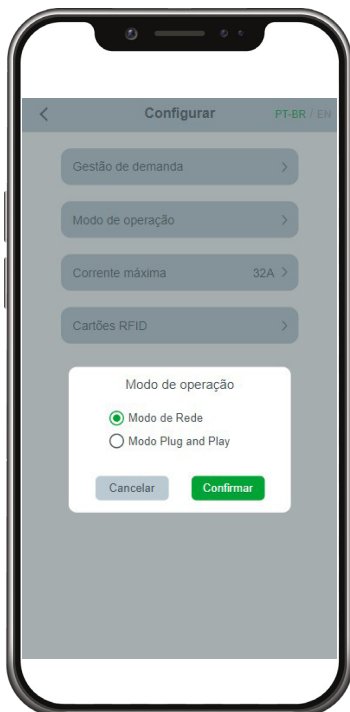 Configurar PT-BR / EN
Gestão de demanda
Modo de operação
Corrente máxima 32A
Cartões RFID
Modo de operação
Modo de Rede
Modo Plug and Play
Cancelar Confirmar